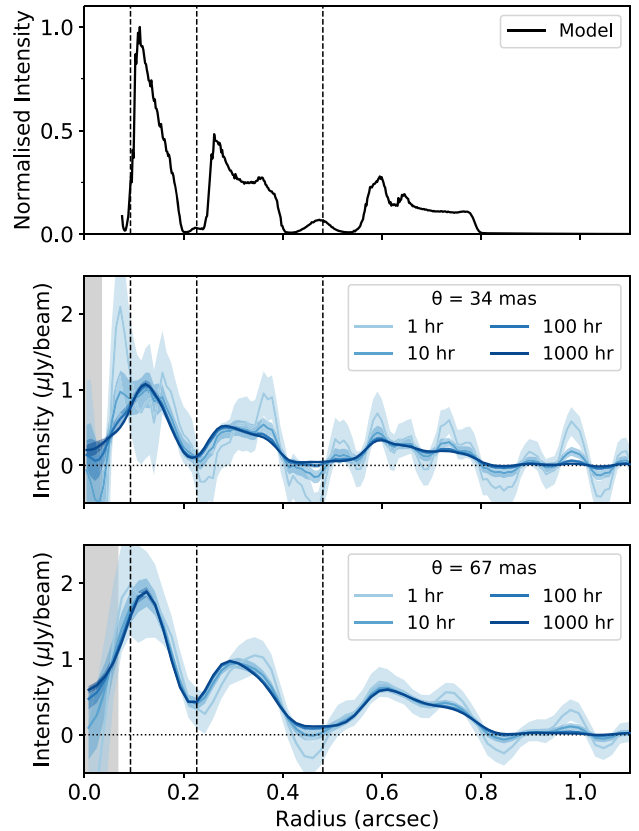 Normalised Intensity
1.0
0.5
0.0
Model
Intensity (μJy/beam)
2
1
0
θ = 34 mas
1 hr
100 hr
10 hr
1000 hr
Intensity (μJy/beam)
2
1
0
θ = 67 mas
1 hr
100 hr
10 hr
1000 hr
0.0
0.2
0.4
0.6
0.8
1.0
Radius (arcsec)